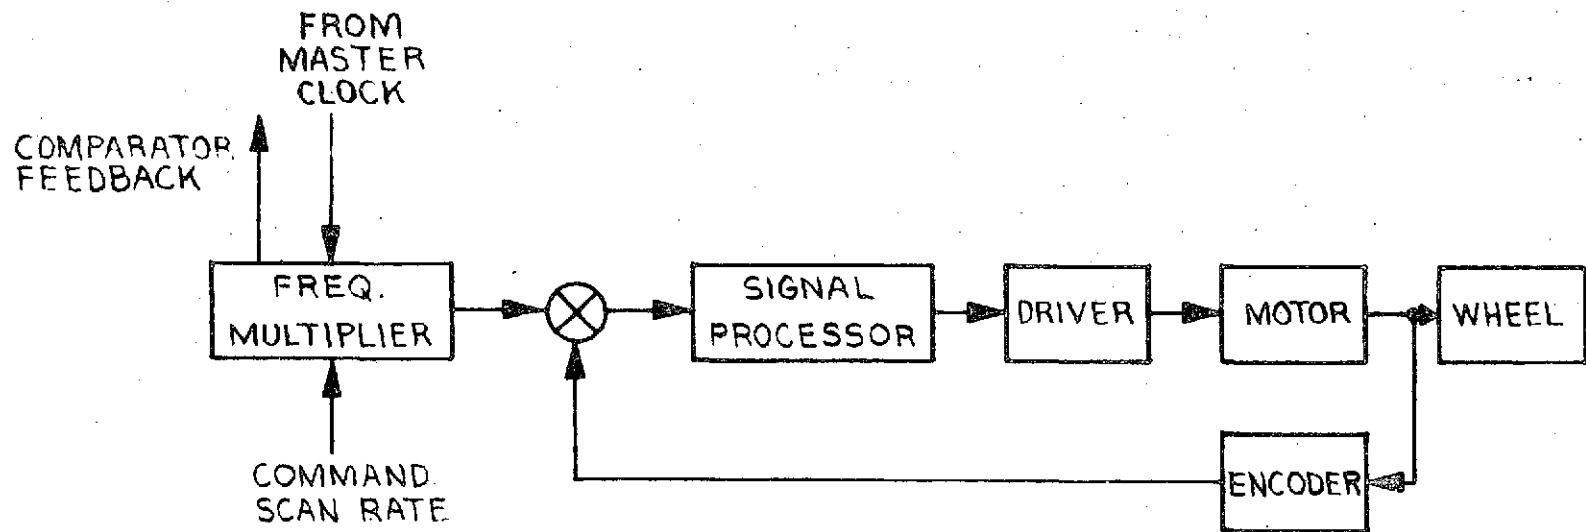 FROM
MASTER
CLOCK
COMPARATOR
FEEDBACK
FREQ.
MULTIPLIER
SIGNAL
PROCESSOR
DRIVER
MOTOR
WHEEL
ENCODER
COMMAND
SCAN RATE